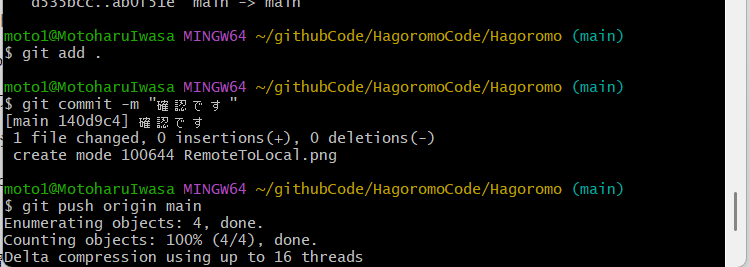 d535bcc..ab0f51e  main -> main
moto1@MotoharuIwasa MINGW64 ~/githubCode/HagoromoCode/Hagoromo (main)
$ git add .
moto1@MotoharuIwasa MINGW64 ~/githubCode/HagoromoCode/Hagoromo (main)
$ git commit -m "確認です"
[main 140d9c4] 確認です
 1 file changed, 0 insertions(+), 0 deletions(-)
 create mode 100644 RemoteToLocal.png
moto1@MotoharuIwasa MINGW64 ~/githubCode/HagoromoCode/Hagoromo (main)
$ git push origin main
Enumerating objects: 4, done.
Counting objects: 100% (4/4), done.
Delta compression using up to 16 threads